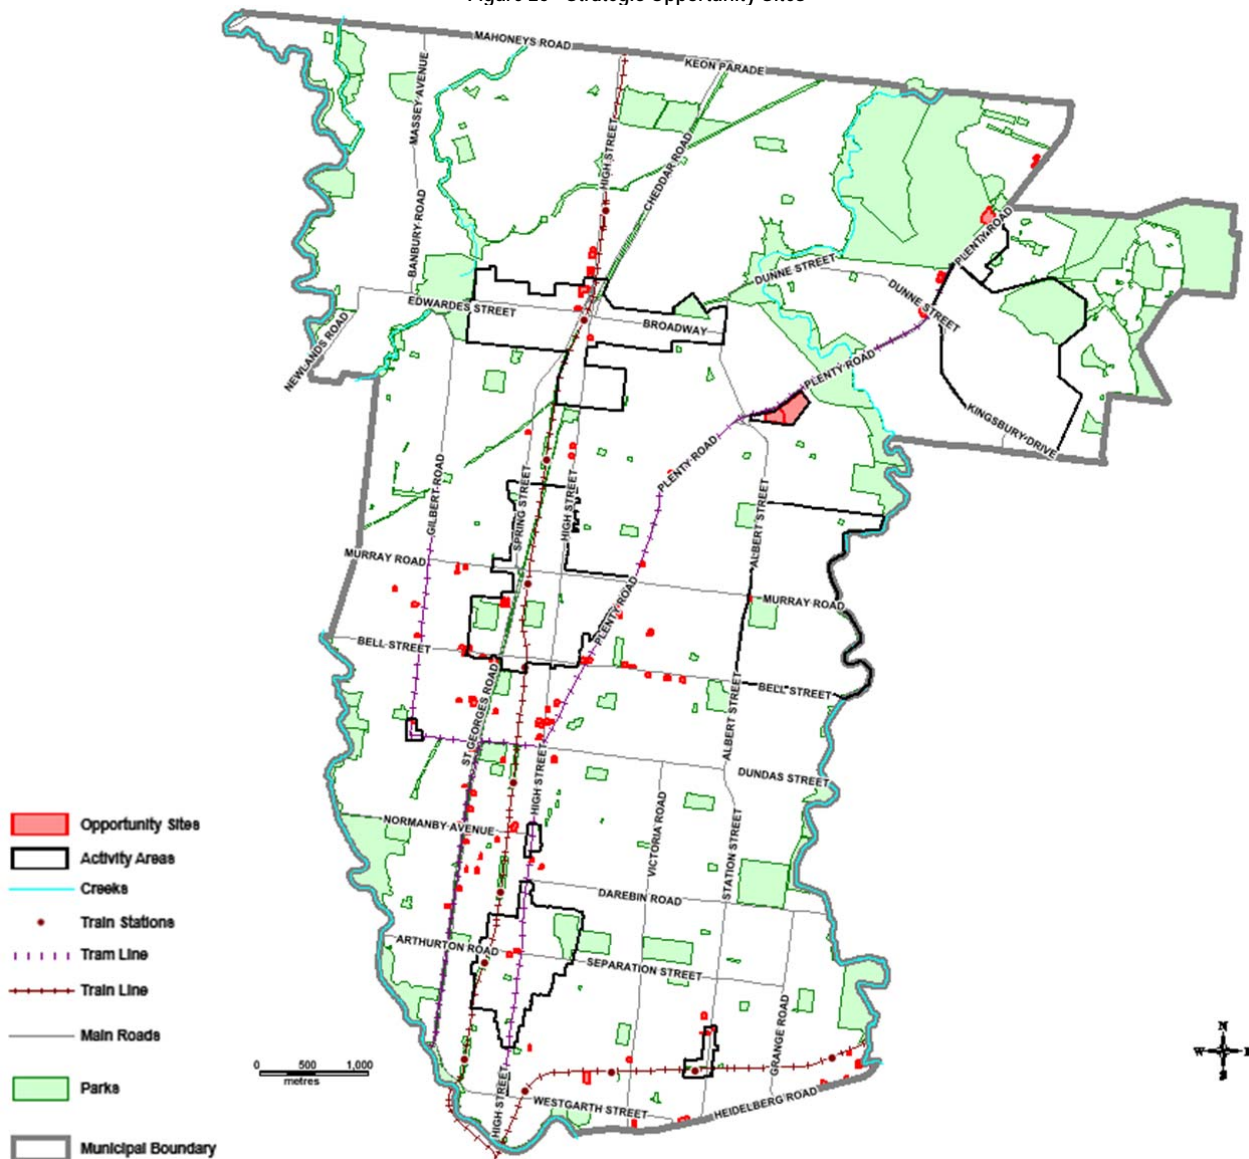 Figure 20 - Strategic Opportunity Sites
MAHONEYS ROAD
KEON PARADE
MASSEY AVENUE
HIGH STREET
CHEDDAR ROAD
BANBURY ROAD
PLENTY ROAD
DUNNE STREET
DUNNE STREET
EDWARDES STREET
BROADWAY
NEWLANDS ROAD
PLENTY ROAD
KINGSBURY DRIVE
PLENTY ROAD
GILBERT ROAD
SPRING STREET
HIGH STREET
ALBERT STREET
MURRAY ROAD
MURRAY ROAD
PLENTY ROAD
BELL STREET
BELL STREET
ST GEORGES ROAD
ALBERT STREET
DUNDAS STREET
HIGH STREET
VICTORIA ROAD
STATION STREET
NORMANBY AVENUE
DAREBIN ROAD
ARTHURTON ROAD
SEPARATION STREET
GRANGE ROAD
HIGH STREET
WESTGARTH STREET
HEIDELBERG ROAD
Opportunity Sites
Activity Areas
Creeks
Train Stations
Tram Line
Train Line
Main Roads
Parks
Municipal Boundary
0 500 1,000
metres
N
W E
S